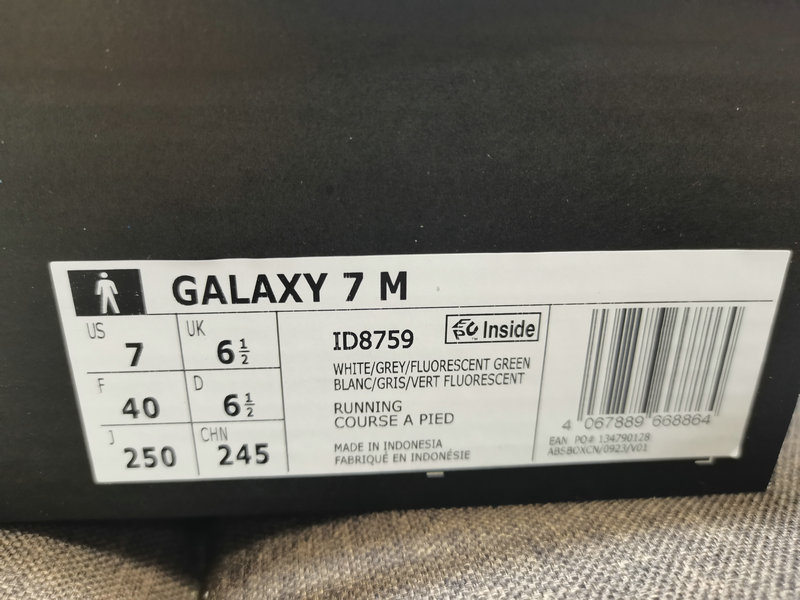 GALAXY 7 M
US 7 UK 6½
F 40 D 6½
J 250 CHN 245
ID8759 EPC Inside™
WHITE/GREY/FLUORESCENT GREEN
BLANC/GRIS/VERT FLUORESCENT
RUNNING
COURSE A PIED
MADE IN INDONESIA
FABRIQUÉ EN INDONÉSIE
4 067889 668864
EAN PO# 134790128
ABSBOXCN/0923/V01